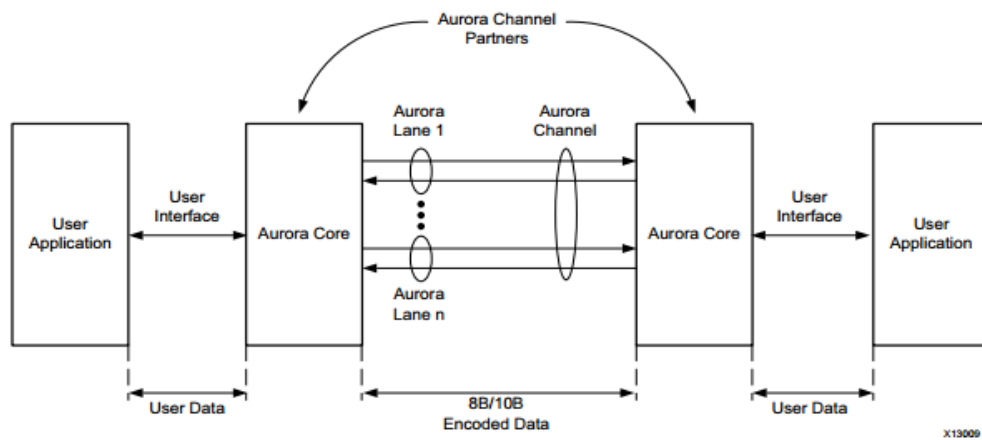 Aurora Channel
Partners
Aurora
Lane 1
Aurora
Channel
User
Application
User
Interface
Aurora Core
Aurora Core
User
Interface
User
Application
Aurora
Lane n
User Data
8B/10B
Encoded Data
User Data
X13009